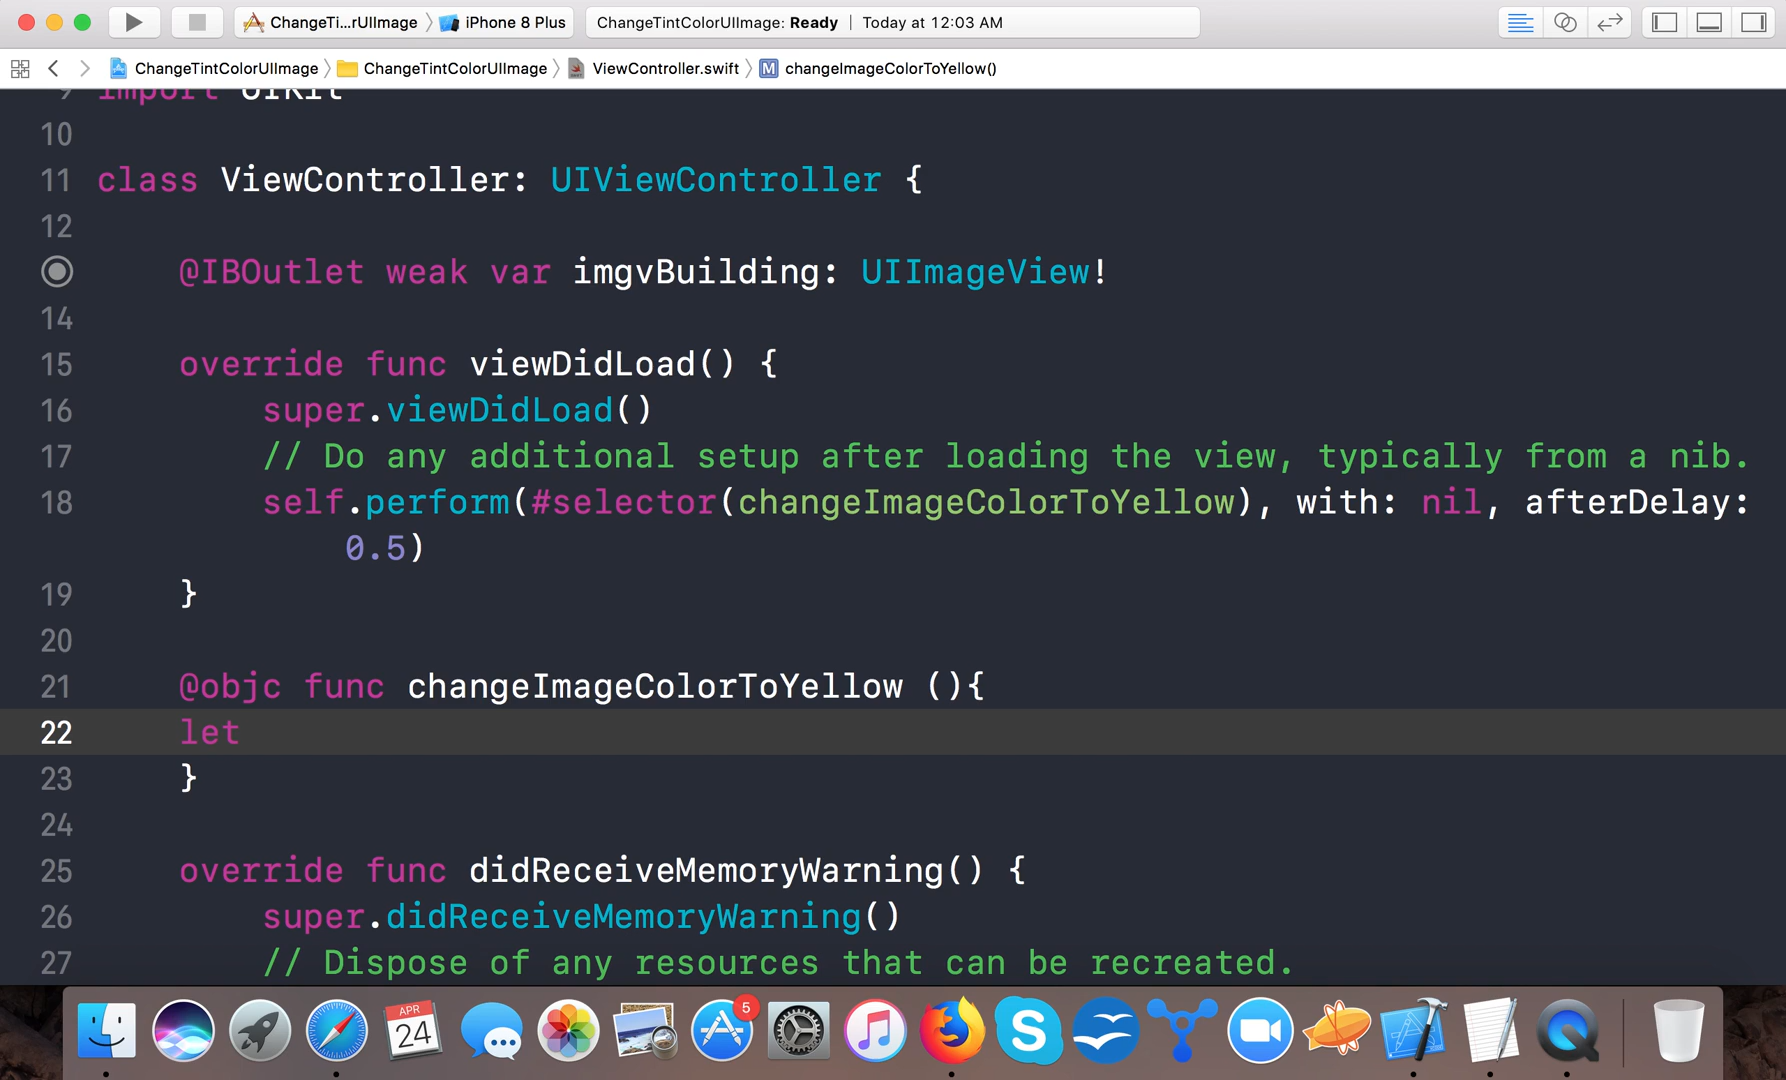 ChangeTi...rUIImage iPhone 8 Plus ChangeTintColorUIImage: Ready | Today at 12:03 AM
ChangeTintColorUIImage ChangeTintColorUIImage ViewController.swift M changeImageColorToYellow()
9 import UIKit
10
11 class ViewController: UIViewController {
12
@IBOutlet weak var imgvBuilding: UIImageView!
14
15 override func viewDidLoad() {
16 super.viewDidLoad()
17 // Do any additional setup after loading the view, typically from a nib.
18 self.perform(#selector(changeImageColorToYellow), with: nil, afterDelay:
0.5)
19 }
20
21 @objc func changeImageColorToYellow (){
22 let
23 }
24
25 override func didReceiveMemoryWarning() {
26 super.didReceiveMemoryWarning()
27 // Dispose of any resources that can be recreated.
APR
24
5
S